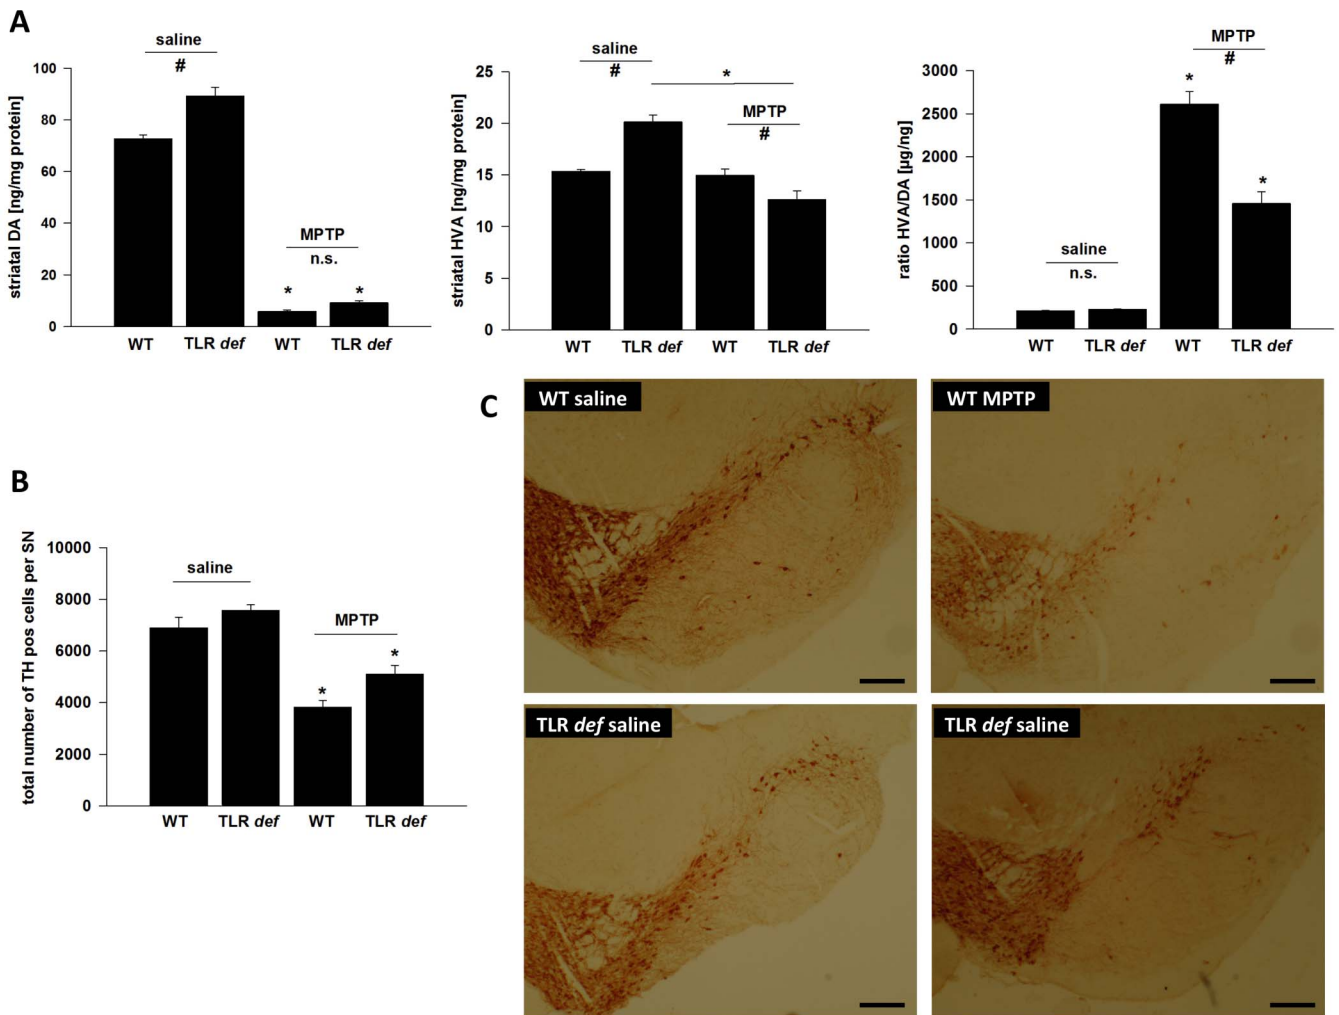 A
saline
#
MPTP
n.s.
*
*
100
80
60
40
20
0
striatal DA [ng/mg protein]
WT
TLR def
WT
TLR def
saline
#
*
MPTP
#
25
20
15
10
5
0
striatal HVA [ng/mg protein]
WT
TLR def
WT
TLR def
MPTP
#
*
*
saline
n.s.
3000
2500
2000
1500
1000
500
0
ratio HVA/DA [µg/ng]
WT
TLR def
WT
TLR def
B
saline
MPTP
*
*
10000
8000
6000
4000
2000
0
total number of TH pos cells per SN
WT
TLR def
WT
TLR def
C
WT saline
WT MPTP
TLR def saline
TLR def saline